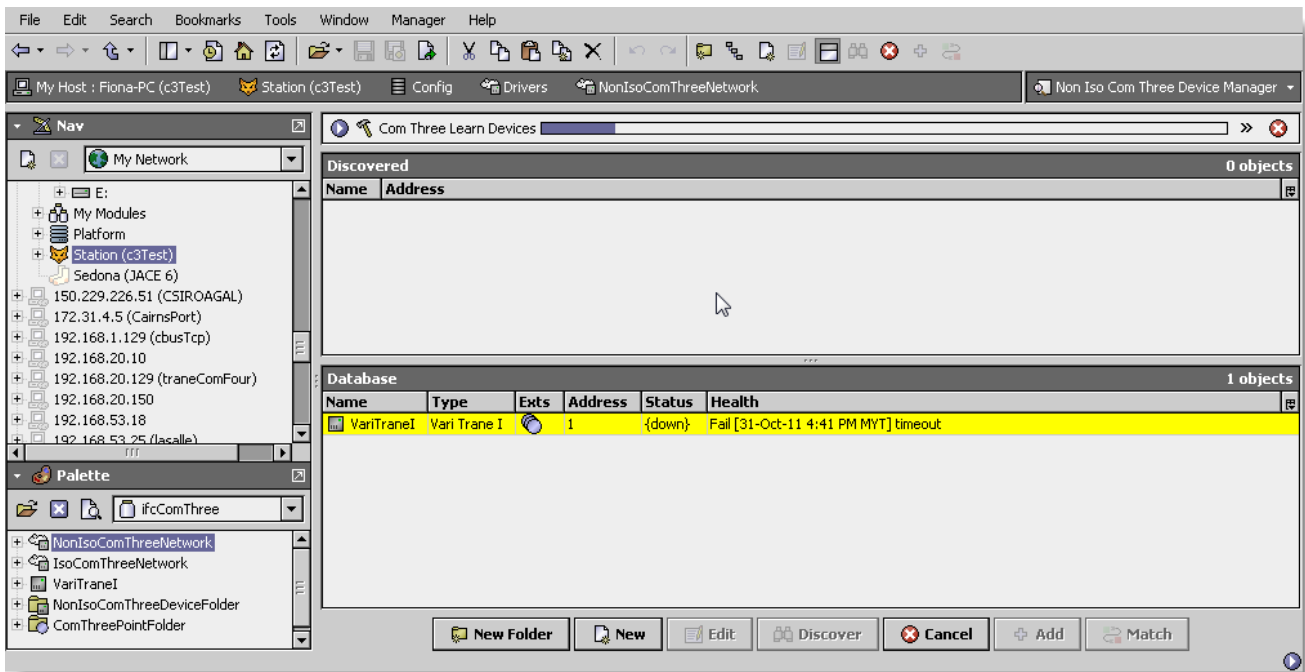 File Edit Search Bookmarks Tools Window Manager Help
My Host : Fiona-PC (c3Test) Station (c3Test) Config Drivers NonIsoComThreeNetwork Non Iso Com Three Device Manager
Nav
My Network
E:
My Modules
Platform
Station (c3Test)
Sedona (JACE 6)
150.229.226.51 (CSIROAGAL)
172.31.4.5 (CairnsPort)
192.168.1.129 (cbusTcp)
192.168.20.10
192.168.20.129 (traneComFour)
192.168.20.150
192.168.53.18
192.168.53.25 (lasalle)
Palette
ifcComThree
NonIsoComThreeNetwork
IsoComThreeNetwork
VariTraneI
NonIsoComThreeDeviceFolder
ComThreePointFolder
Com Three Learn Devices
Discovered 0 objects
Name Address
Database 1 objects
Name Type Exts Address Status Health
VariTraneI Vari Trane I 1 {down} Fail [31-Oct-11 4:41 PM MYT] timeout
New Folder New Edit Discover Cancel Add Match